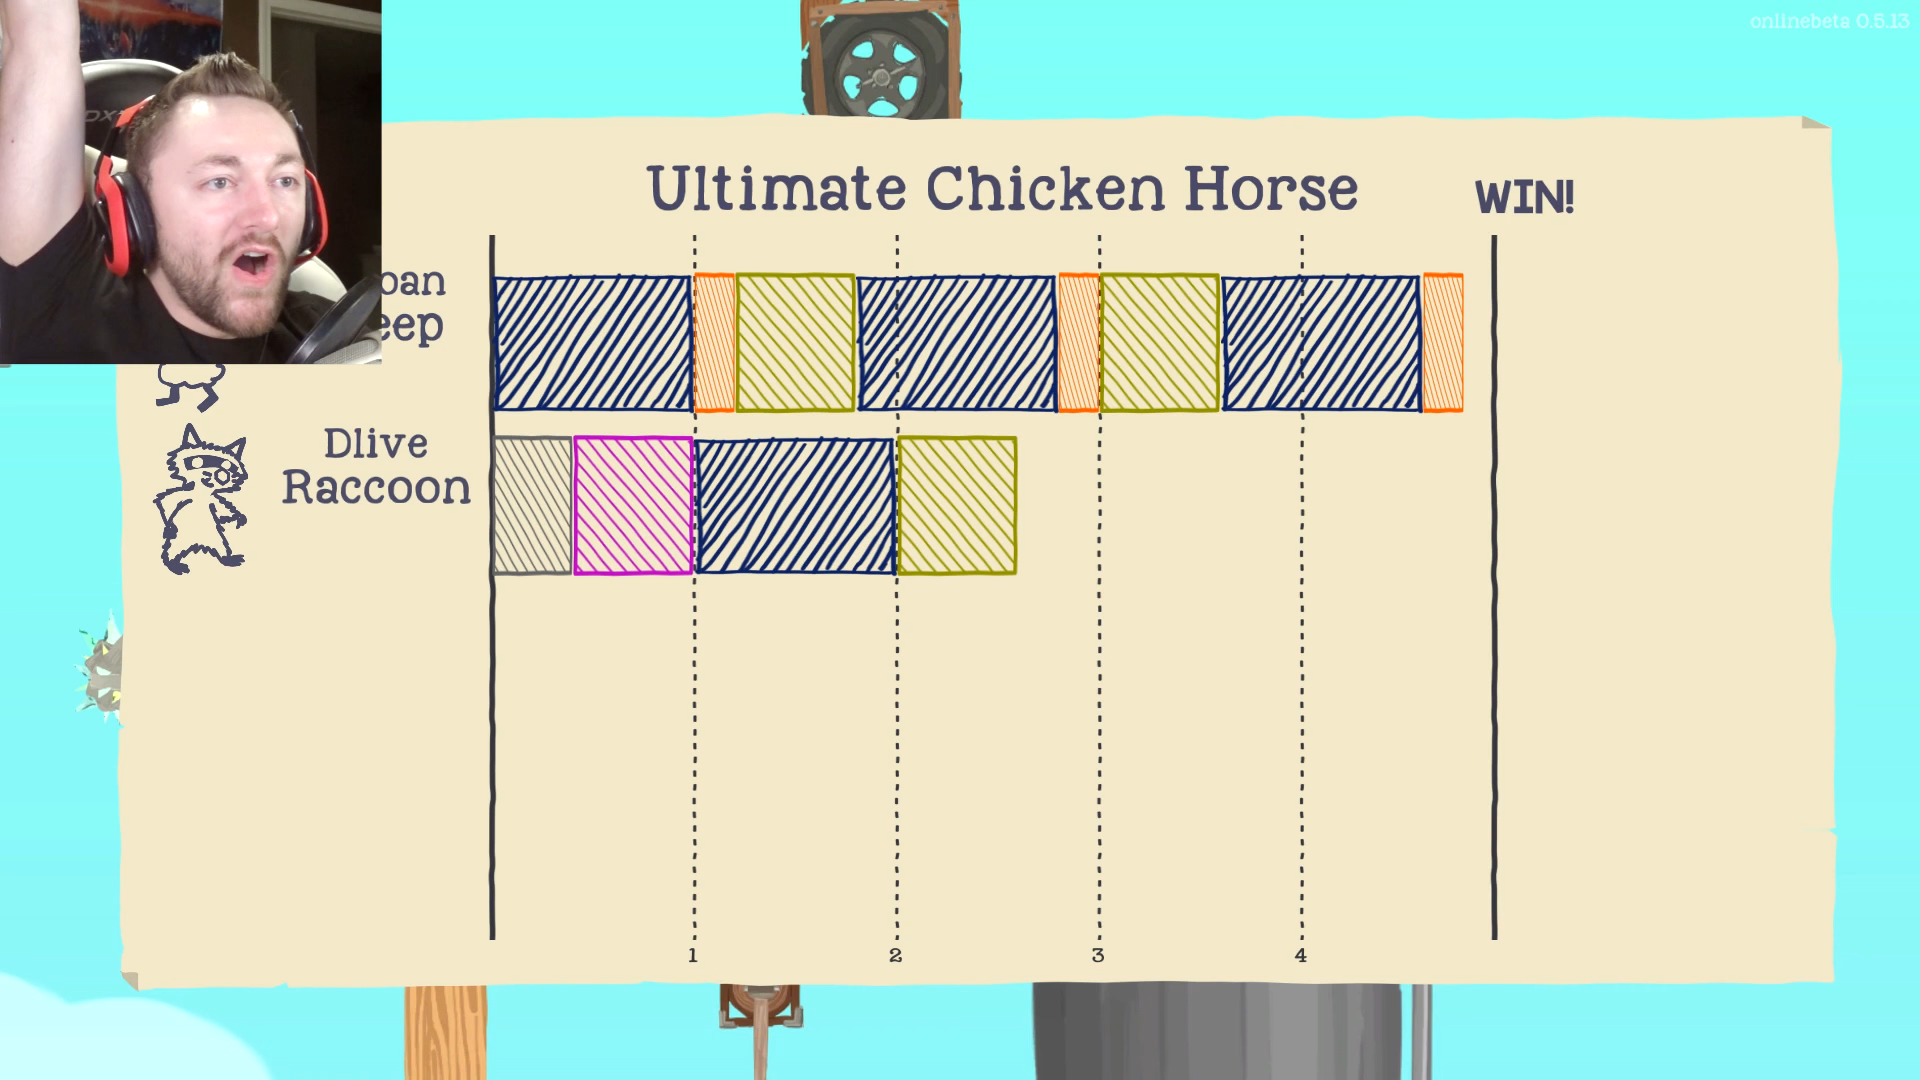 onlinebeta 0.5.13
Ultimate Chicken Horse
WIN!
Dlive
Raccoon
1 2 3 4